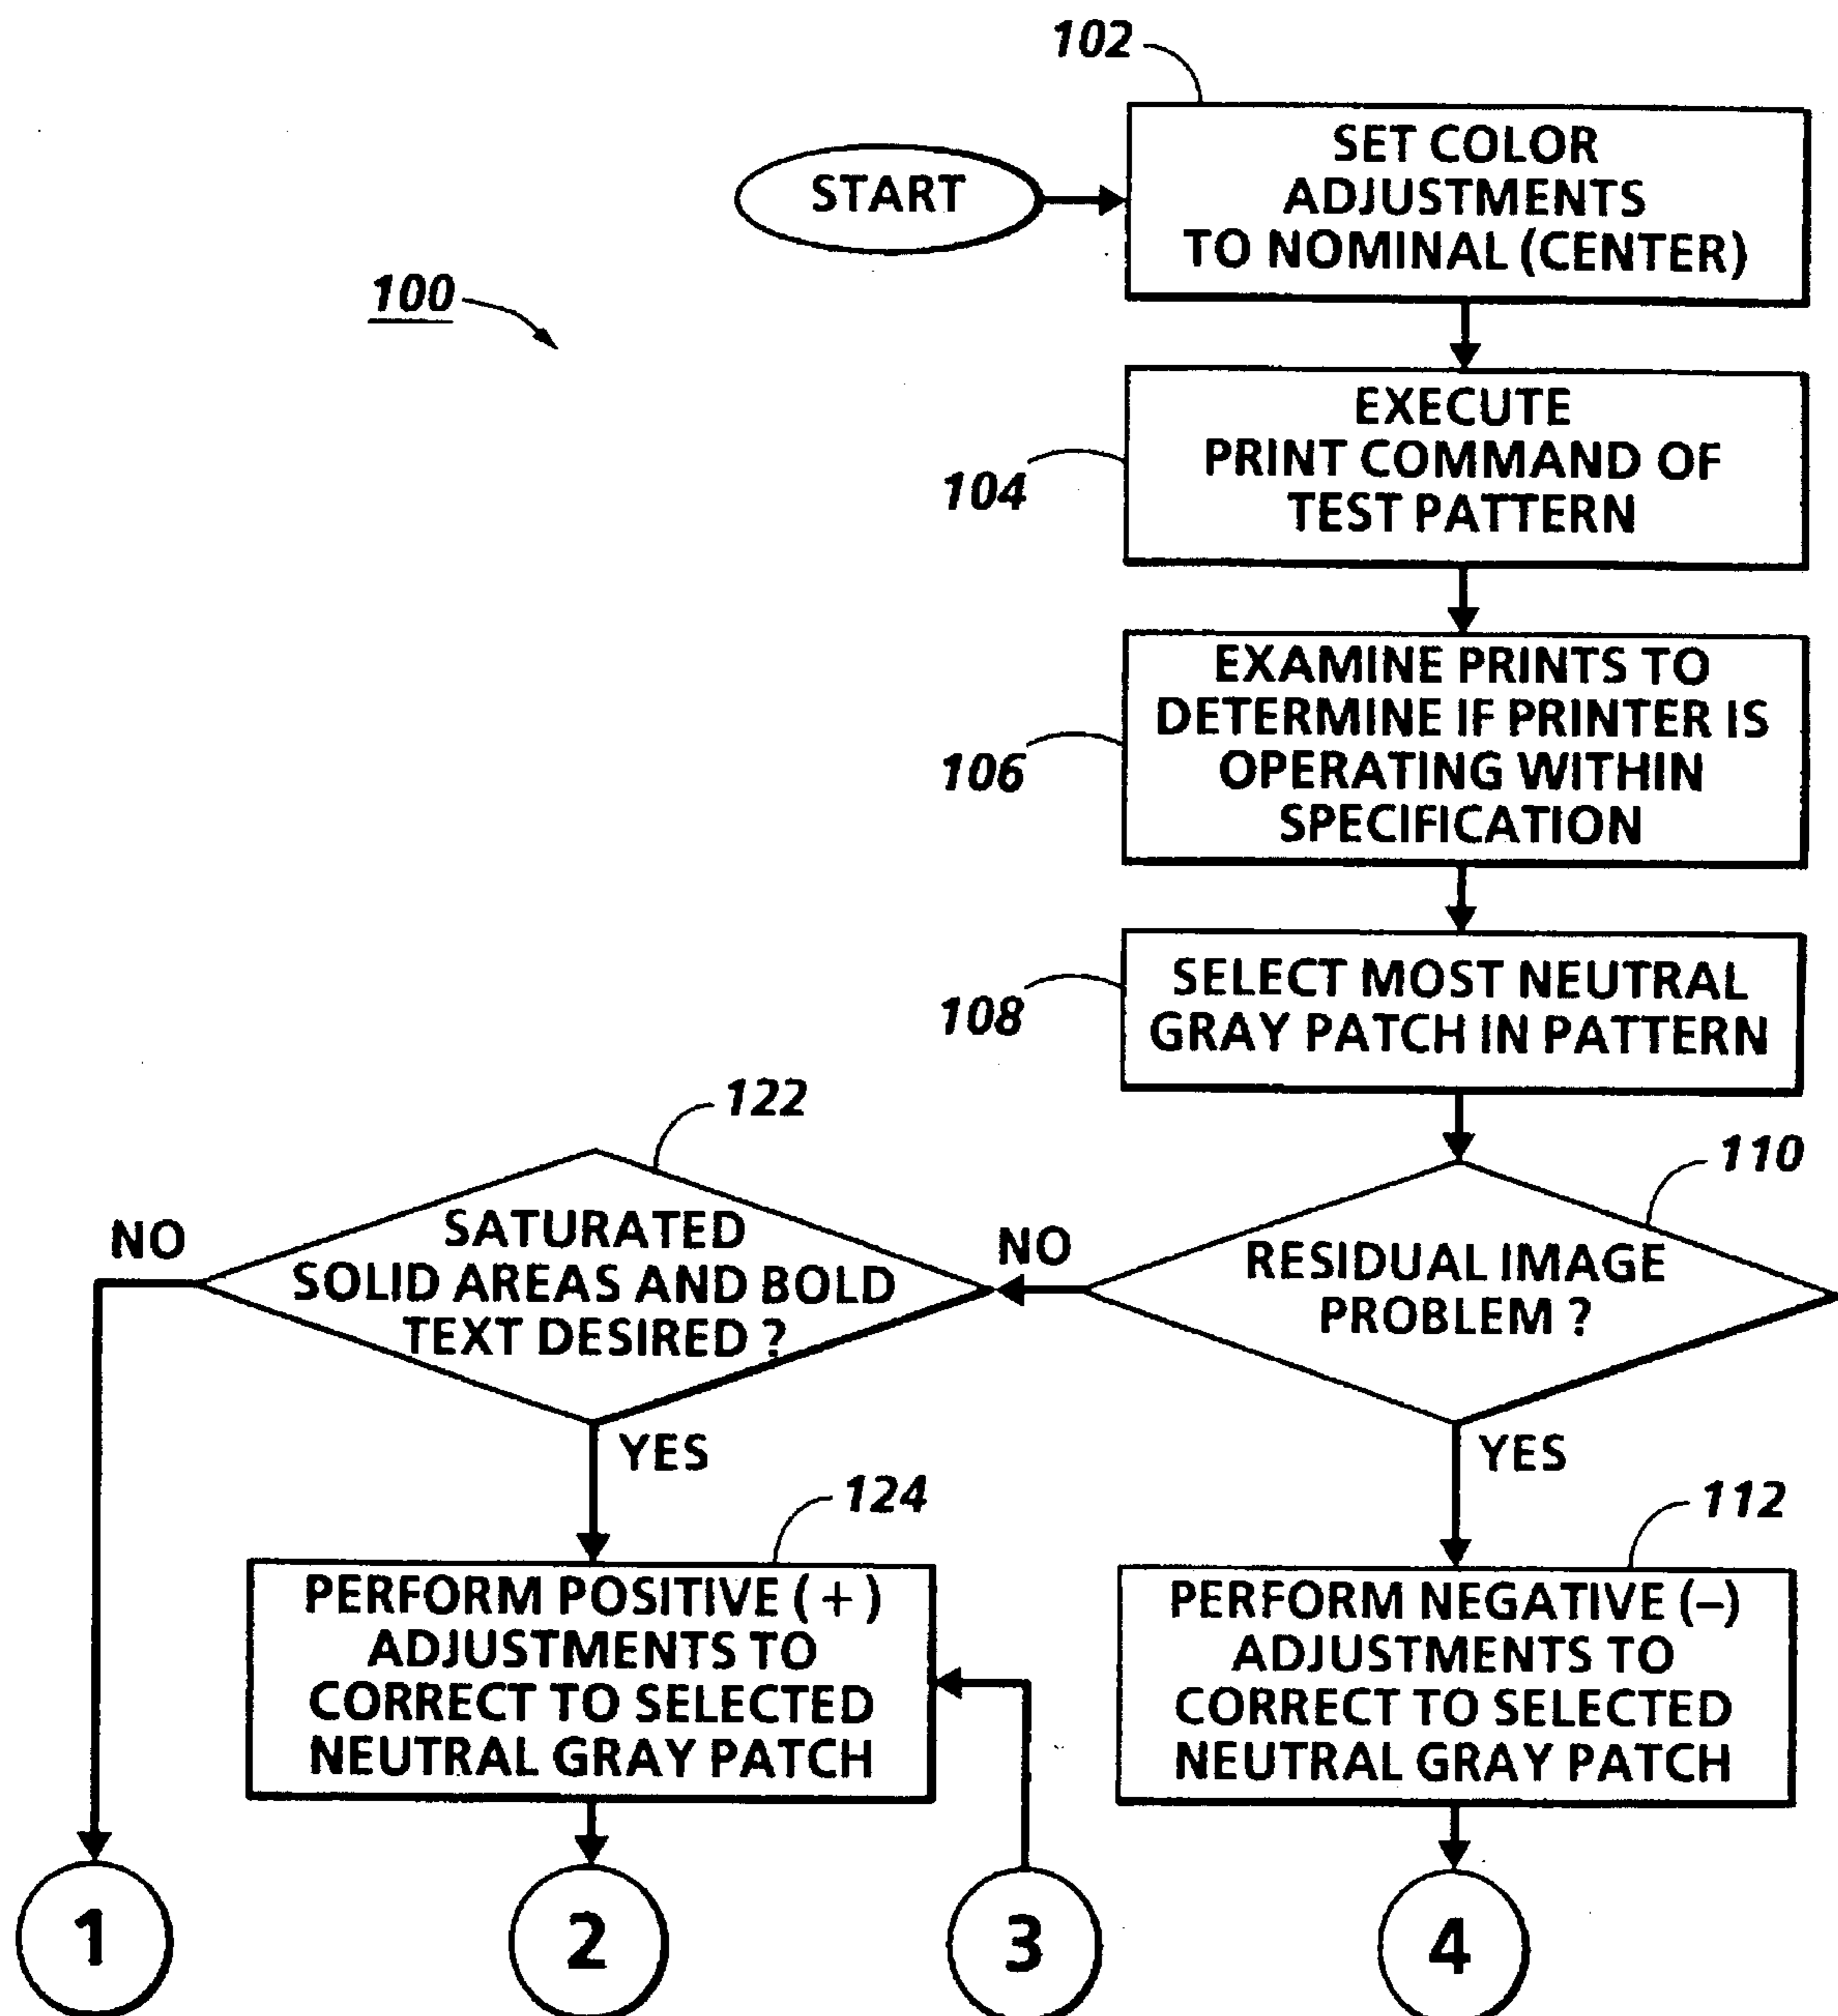 102
START
SET COLOR
ADJUSTMENTS
TO NOMINAL (CENTER)
100
104
EXECUTE
PRINT COMMAND OF
TEST PATTERN
106
EXAMINE PRINTS TO
DETERMINE IF PRINTER IS
OPERATING WITHIN
SPECIFICATION
108
SELECT MOST NEUTRAL
GRAY PATCH IN PATTERN
110
RESIDUAL IMAGE
PROBLEM ?
NO
YES
122
SATURATED
SOLID AREAS AND BOLD
TEXT DESIRED ?
NO
YES
124
PERFORM POSITIVE (+)
ADJUSTMENTS TO
CORRECT TO SELECTED
NEUTRAL GRAY PATCH
112
PERFORM NEGATIVE (–)
ADJUSTMENTS TO
CORRECT TO SELECTED
NEUTRAL GRAY PATCH
1
2
3
4